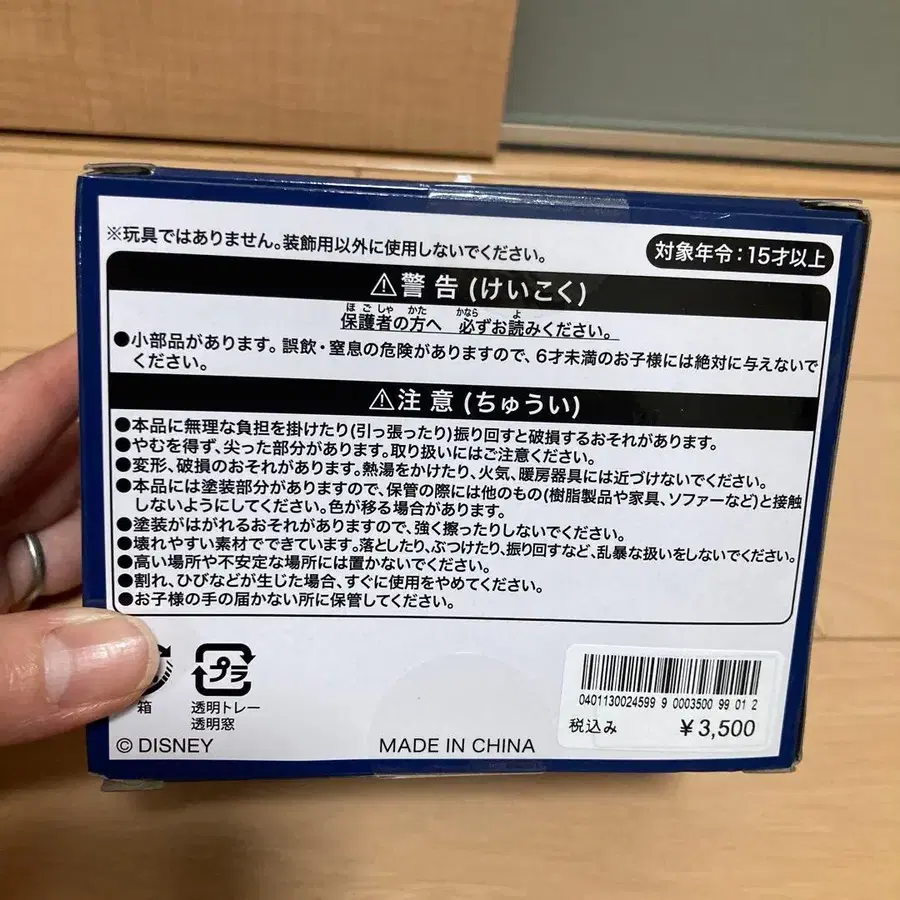 ※玩具ではありません。装飾用以外に使用しないでください。
対象年令：15才以上
⚠警告(けいこく)
ほごしゃ かた かなら よ
保護者の方へ 必ずお読みください。
●小部品があります。誤飲・窒息の危険がありますので、6才未満のお子様には絶対に与えないで
ください。
⚠注意(ちゅうい)
●本品に無理な負担を掛けたり(引っ張ったり)振り回すと破損するおそれがあります。
●やむを得ず、尖った部分があります。取り扱いにはご注意ください。
●変形、破損のおそれがあります。熱湯をかけたり、火気、暖房器具には近づけないでください。
●本品には塗装部分がありますので、保管の際には他のもの(樹脂製品や家具、ソファーなど)と接触
しないようにしてください。色が移る場合があります。
●塗装がはがれるおそれがありますので、強く擦ったりしないでください。
●壊れやすい素材でできています。落としたり、ぶつけたり、振り回すなど、乱暴な扱いをしないでください。
●高い場所や不安定な場所には置かないでください。
●割れ、ひびなどが生じた場合、すぐに使用をやめてください。
●お子様の手の届かない所に保管してください。
プラ
箱
透明トレー
透明窓
0401130024599 9 0003500 99 01 2
税込み ¥3,500
© DISNEY
MADE IN CHINA